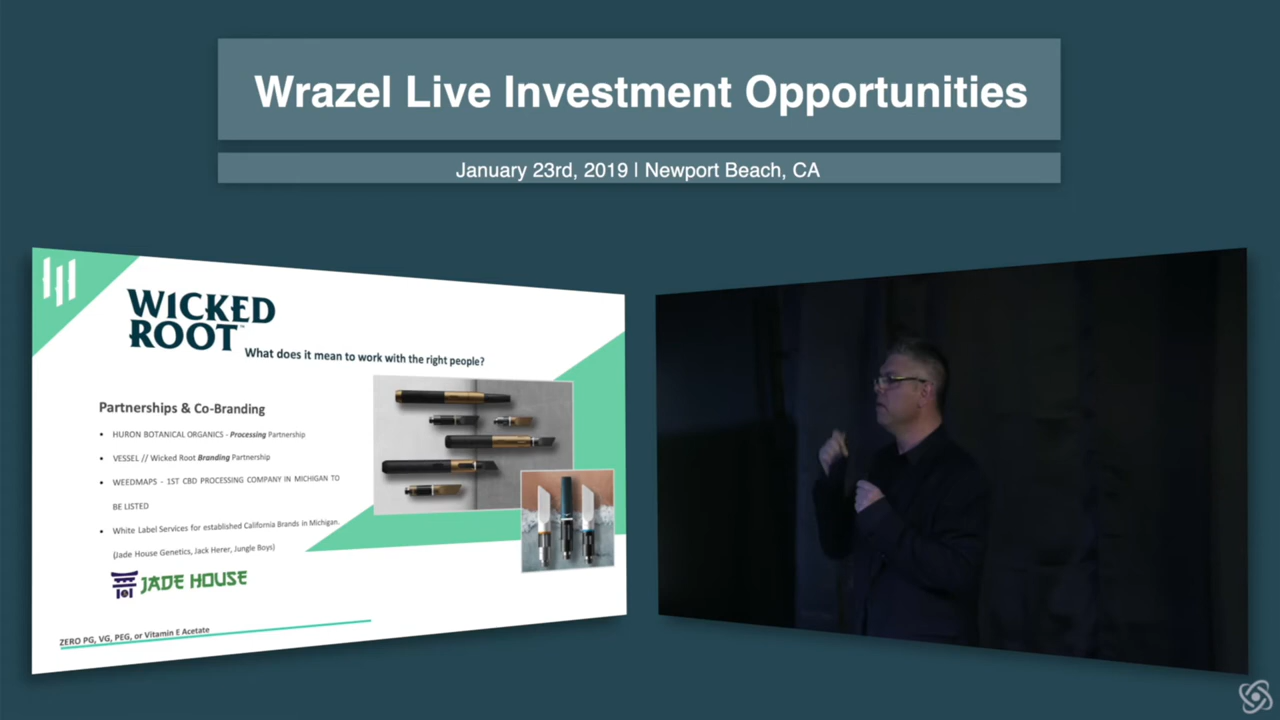 Wrazel Live Investment Opportunities
January 23rd, 2019 | Newport Beach, CA
WICKED
ROOT™
What does it mean to work with the right people?
Partnerships & Co-Branding
• HURON BOTANICAL ORGANICS - Processing Partnership
• VESSEL // Wicked Root Branding Partnership
• WEEDMAPS - 1ST CBD PROCESSING COMPANY IN MICHIGAN TO
BE LISTED
• White Label Services for established California Brands in Michigan.
(Jade House Genetics, Jack Herer, Jungle Boys)
JADE HOUSE
ZERO PG, VG, PEG, or Vitamin E Acetate